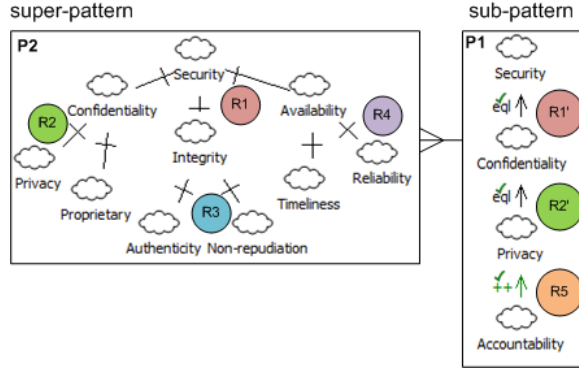 super-pattern
sub-pattern
P2
Security
Confidentiality
R1
Availability
R4
R2
Integrity
Reliability
Privacy
Proprietary
R3
Timeliness
Authenticity Non-repudiation
P1
Security
eql
R1'
Confidentiality
eql
R2'
Privacy
++
R5
Accountability